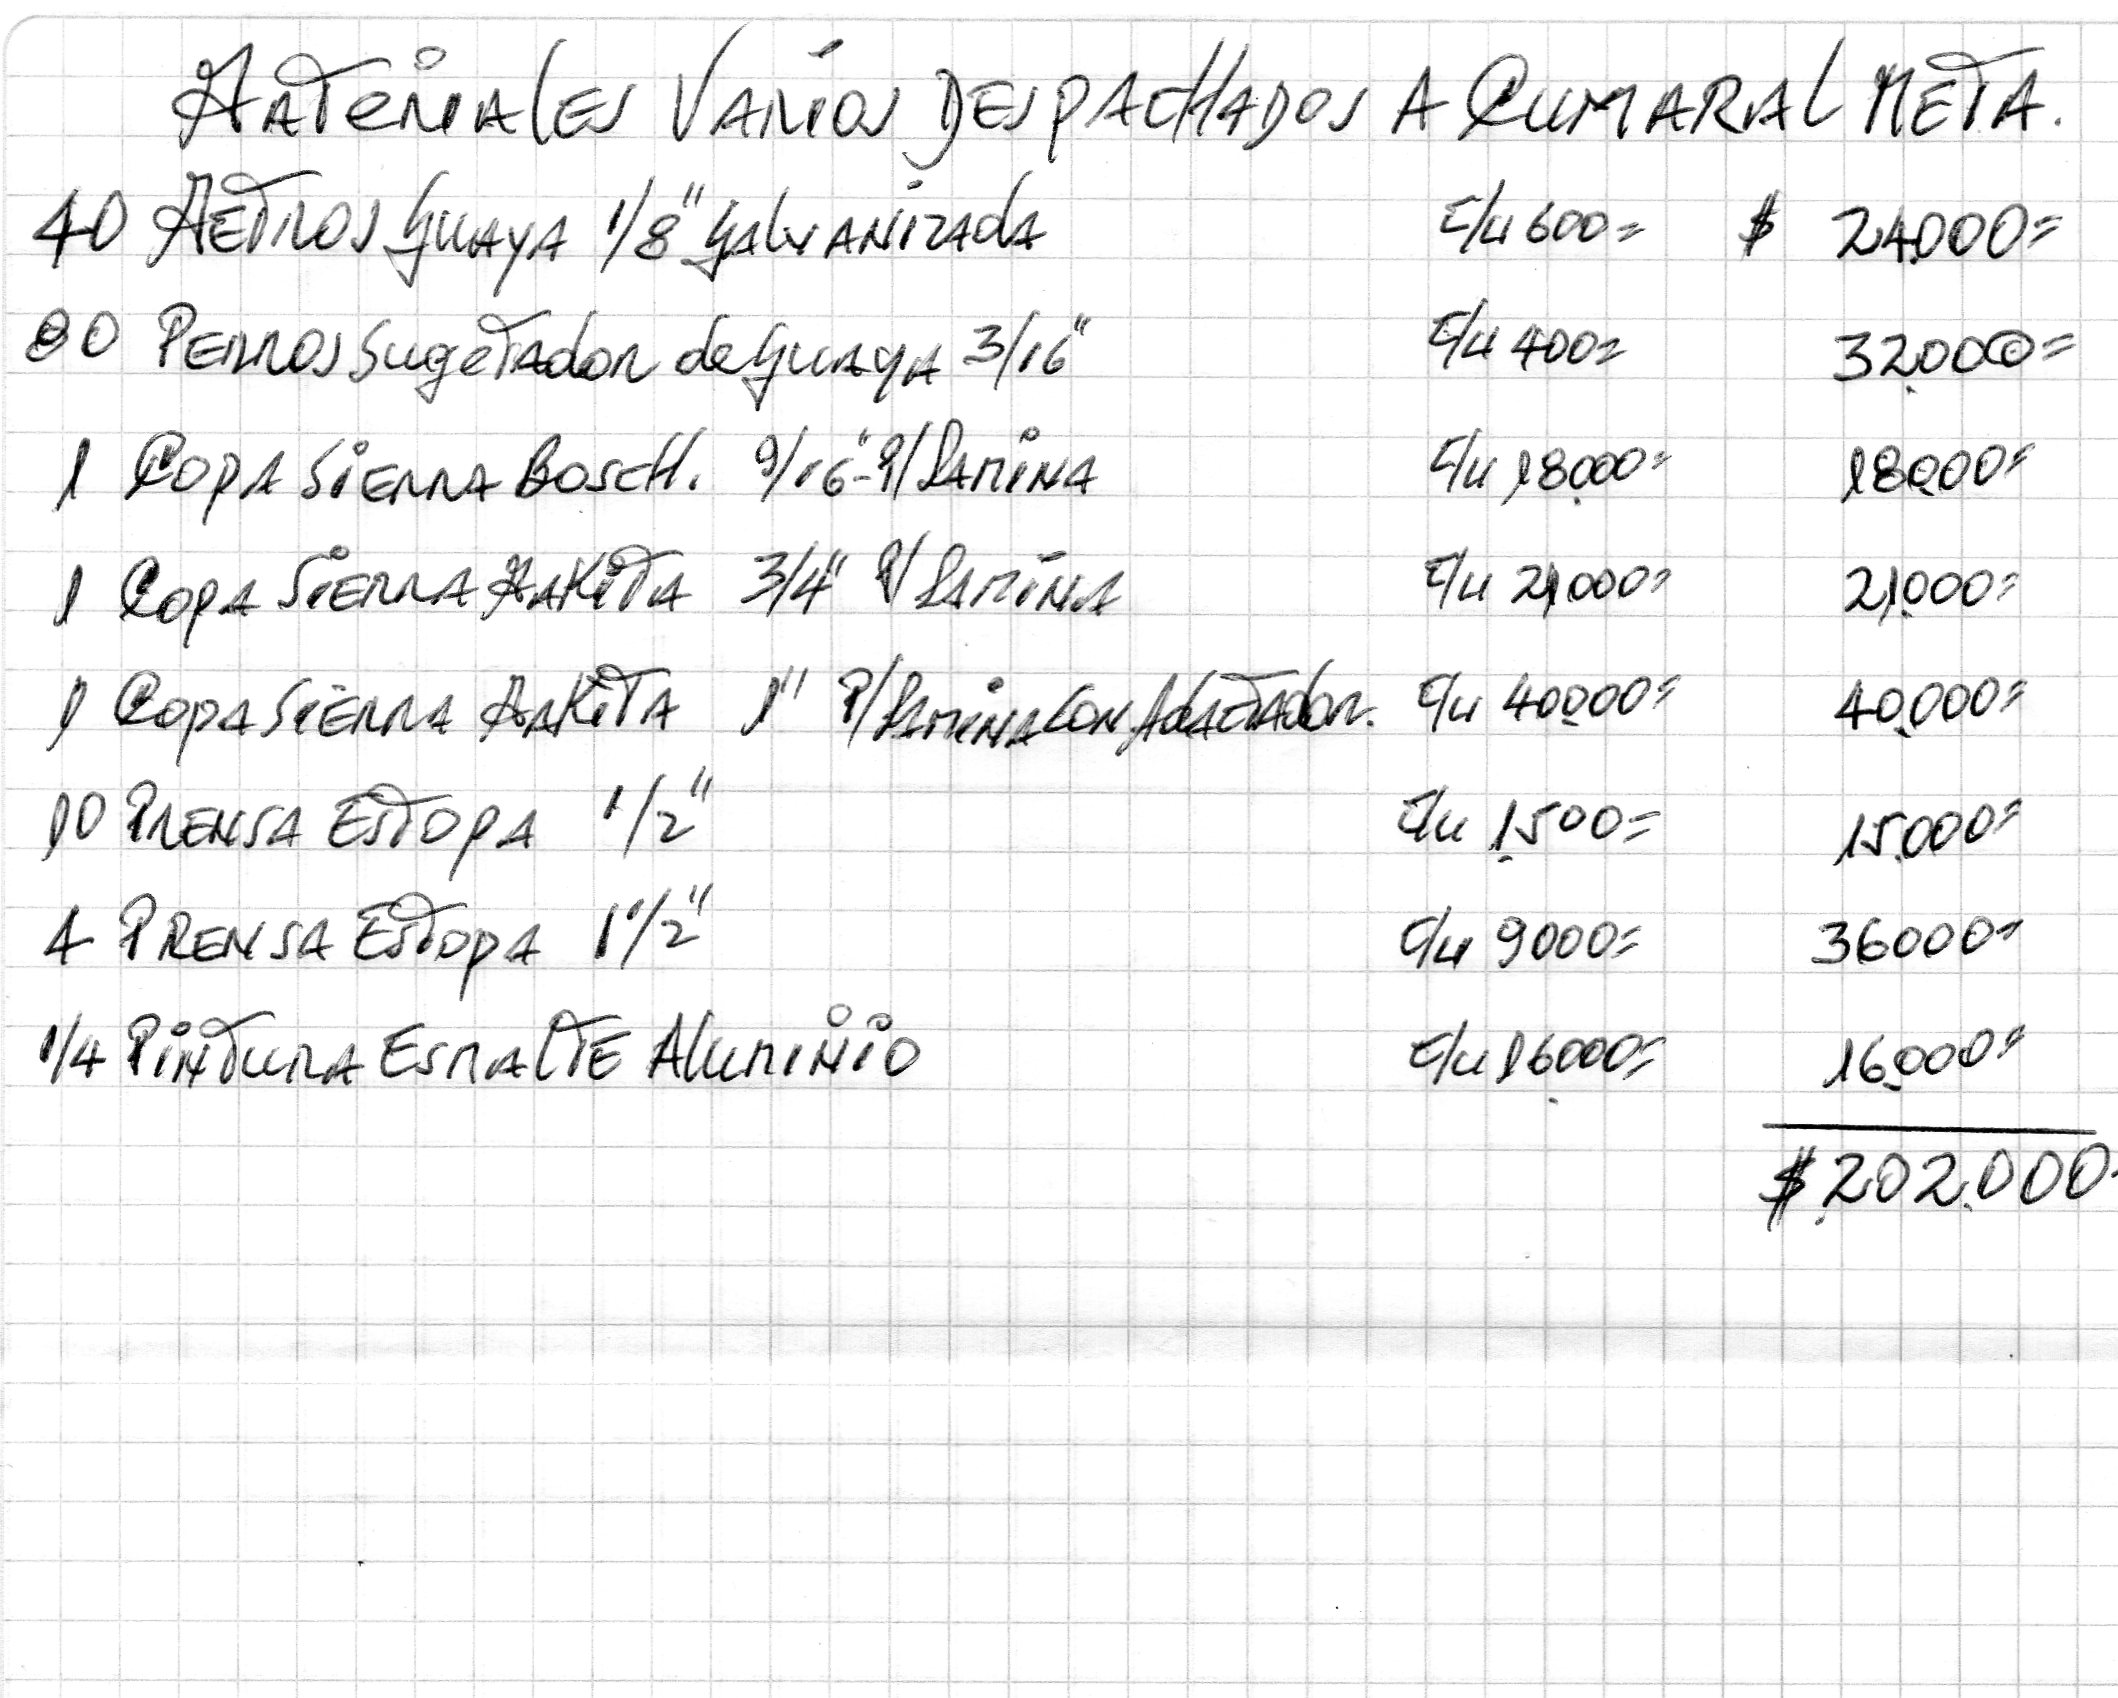 Materiales Varios Despachados a Cumaral Meta.
40 Metros Guaya 1/8" Galvanizada c/u 600= $ 24.000=
80 Perros Sugetador de Guaya 3/16" c/u 400= 32.000=
1 Copa Sierra Bosch. 9/16"-P/Lamina c/u 18.000= 18.000=
1 Copa Sierra Makita 3/4" P/Lamina c/u 21.000= 21.000=
1 Copa Sierra Makita 1" P/Lamina con Adactador. c/u 40.000= 40.000=
10 Prensa Estopa 1/2" c/u 1.500= 15.000=
4 Prensa Estopa 1 1/2" c/u 9000= 36000=
1/4 Pintura Esmalte Aluminio c/u 16.000= 16.000=
$ 202.000